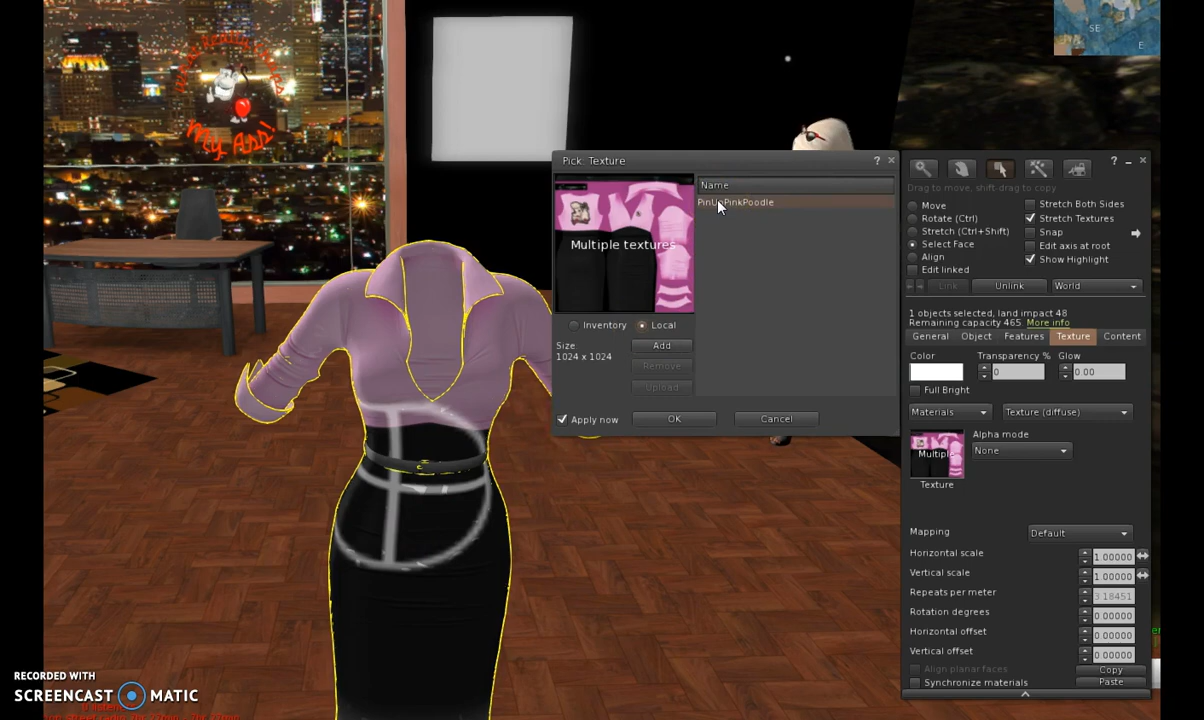 SE
E
My Ass!
Pick: Texture
?
Name
PinUpPinkPoodle
Multiple textures
Inventory
Local
Size:
1024 x 1024
Add
Remove
Upload
Apply now
OK
Cancel
?
Drag to move, shift-drag to copy
Move
Rotate (Ctrl)
Stretch (Ctrl+Shift)
Select Face
Align
Edit linked
Stretch Both Sides
Stretch Textures
Snap
Edit axis at root
Show Highlight
Link
Unlink
World
1 objects selected, land impact 48
Remaining capacity 465 More info
General
Object
Features
Texture
Content
Color
Transparency %
Glow
0
0.00
Full Bright
Materials
Texture (diffuse)
Multiple
Texture
Alpha mode
None
Mapping
Default
Horizontal scale
1.00000
Vertical scale
1.00000
Repeats per meter
3.18451
Rotation degrees
0.00000
Horizontal offset
0.00000
Vertical offset
0.00000
Align planar faces
Synchronize materials
Copy
Paste
RECORDED WITH
SCREENCAST MATIC